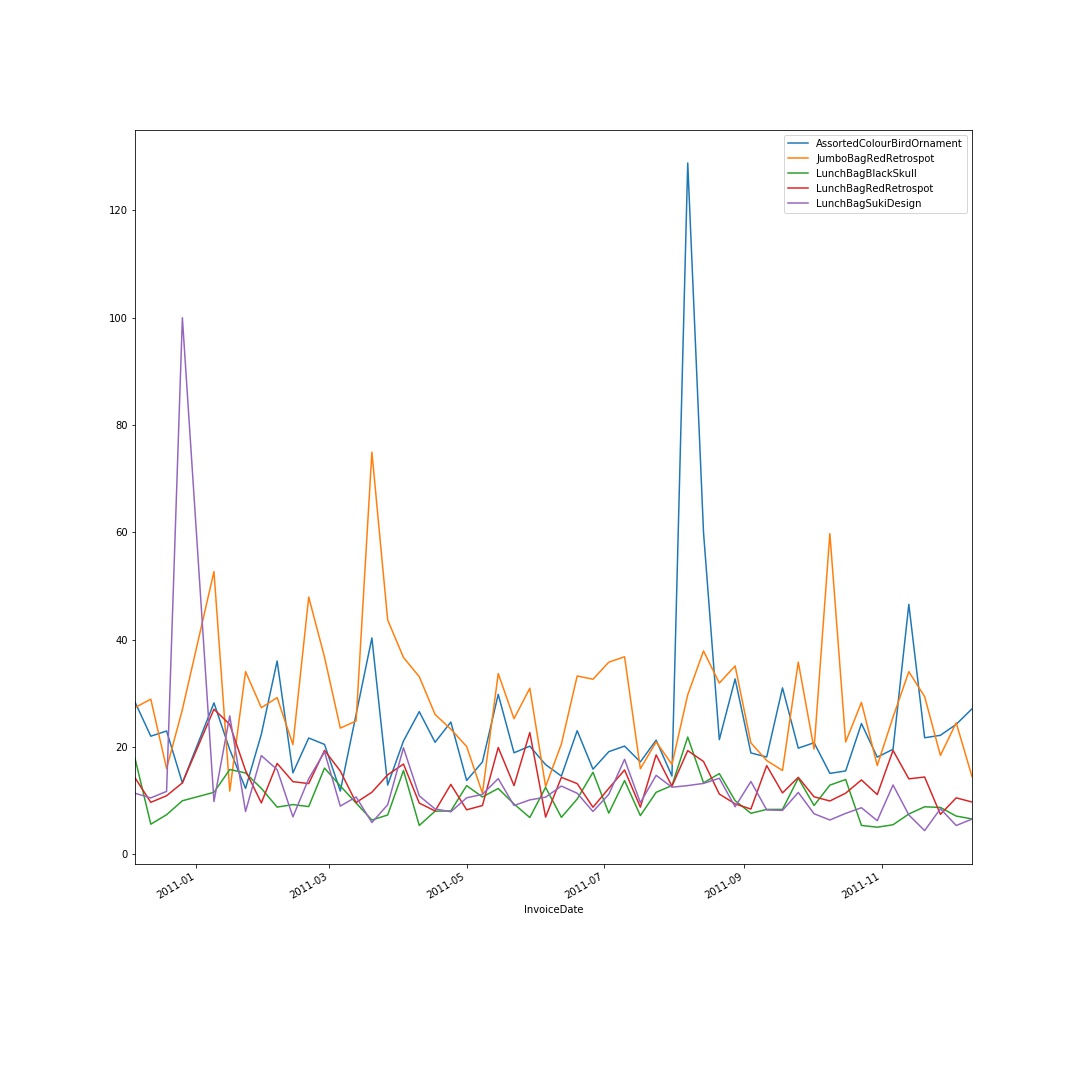 AssortedColourBirdOrnament
JumboBagRedRetrospot
LunchBagBlackSkull
LunchBagRedRetrospot
LunchBagSukiDesign
120
100
80
60
40
20
0
2011-01
2011-03
2011-05
2011-07
2011-09
2011-11
InvoiceDate